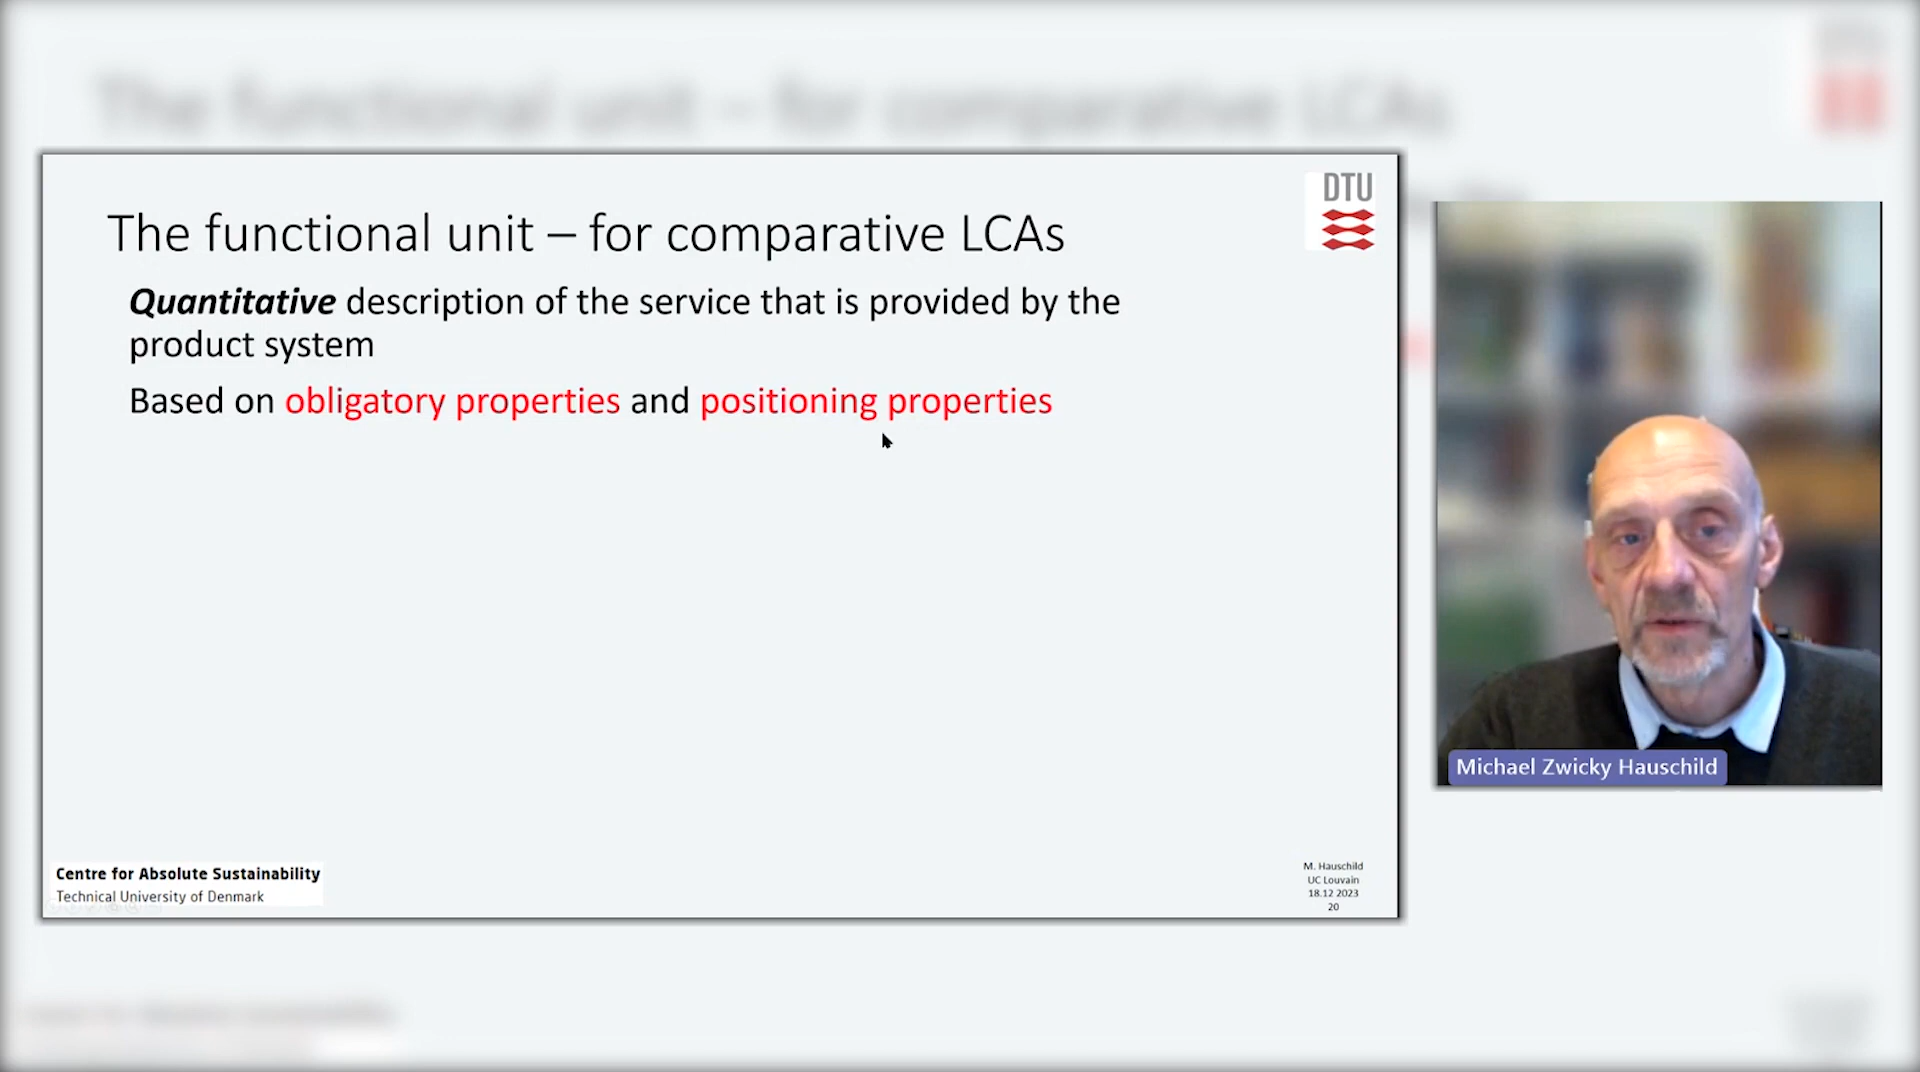 The functional unit – for comparative LCAs
DTU
Quantitative description of the service that is provided by the
product system
Based on obligatory properties and positioning properties
Michael Zwicky Hauschild
Centre for Absolute Sustainability
Technical University of Denmark
M. Hauschild
UC Louvain
18.12 2023
20